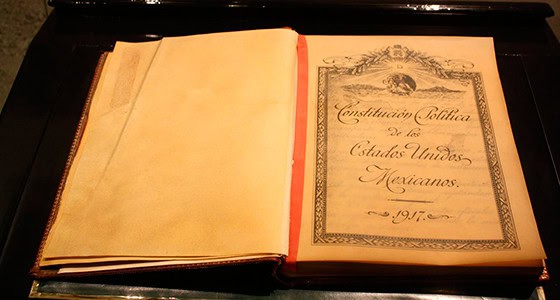 Constitución Política
de los
Estados Unidos
Mexicanos.
1917.